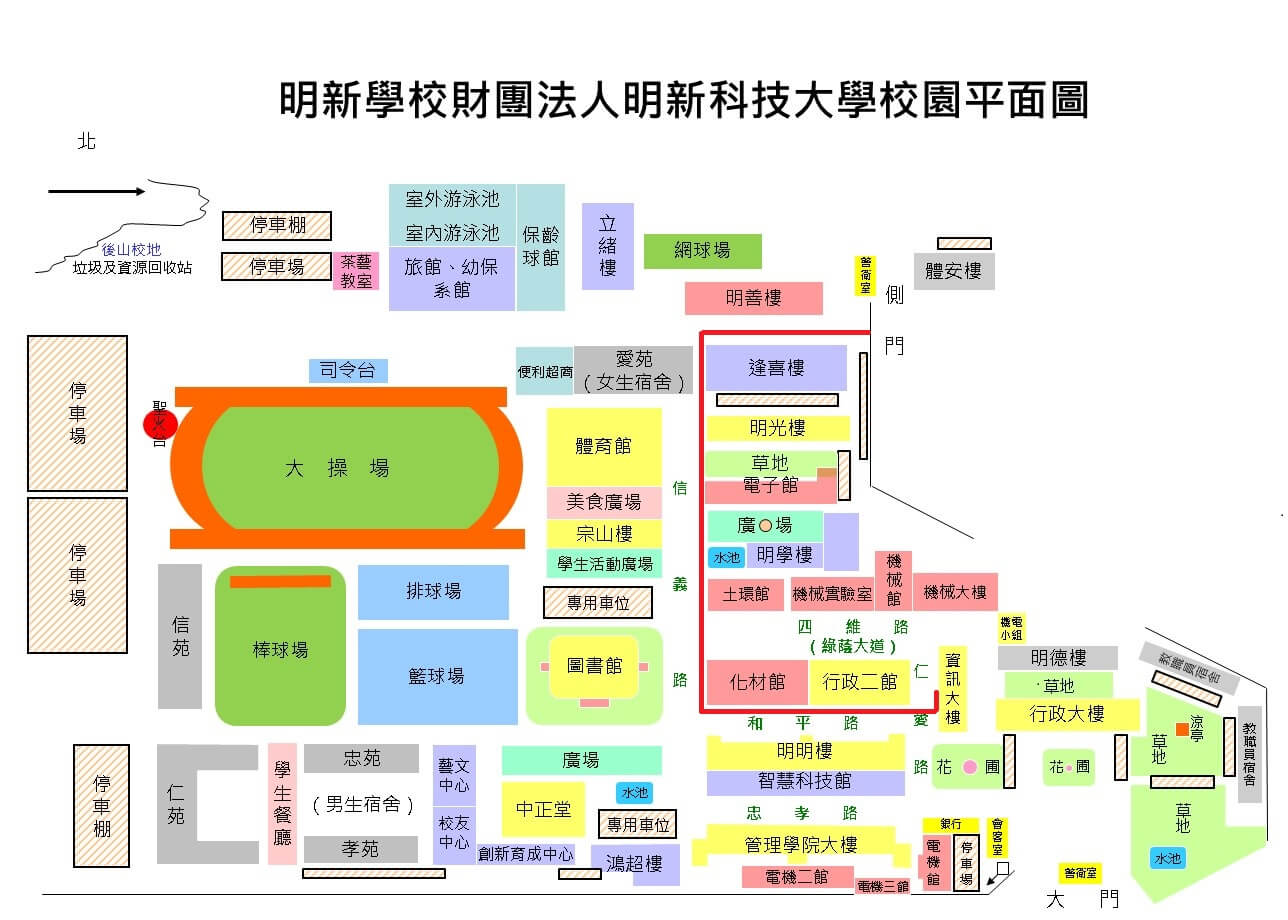 明新學校財團法人明新科技大學校園平面圖
北
後山校地
垃圾及資源回收站
停車棚
停車場
茶藝
教室
室外游泳池
室內游泳池
旅館、幼保
系館
保齡
球館
立緒樓
網球場
明善樓
警衛室
體安樓
側門
停車場
停車場
聖火台
司令台
大操場
便利超商
愛苑
（女生宿舍）
體育館
美食廣場
宗山樓
學生活動廣場
專用車位
信義路
逢喜樓
明光樓
草地
電子館
廣場
水池
明學樓
土環館
機械實驗室
機械館
機械大樓
四維路
（綠蔭大道）
化材館
行政二館
仁愛路
資訊大樓
機電
小組
明德樓
草地
行政大樓
教職員宿舍
涼亭
草地
教職員宿舍
信苑
棒球場
排球場
籃球場
圖書館
和平路
停車棚
仁苑
學生餐廳
忠苑
（男生宿舍）
孝苑
藝文
中心
校友
中心
廣場
中正堂
水池
專用車位
創新育成中心
鴻超樓
明明樓
智慧科技館
忠孝路
管理學院大樓
電機二館
電機三館
花圃
花圃
銀行
電機館
停車場
會客室
警衛室
大門
草地
水池